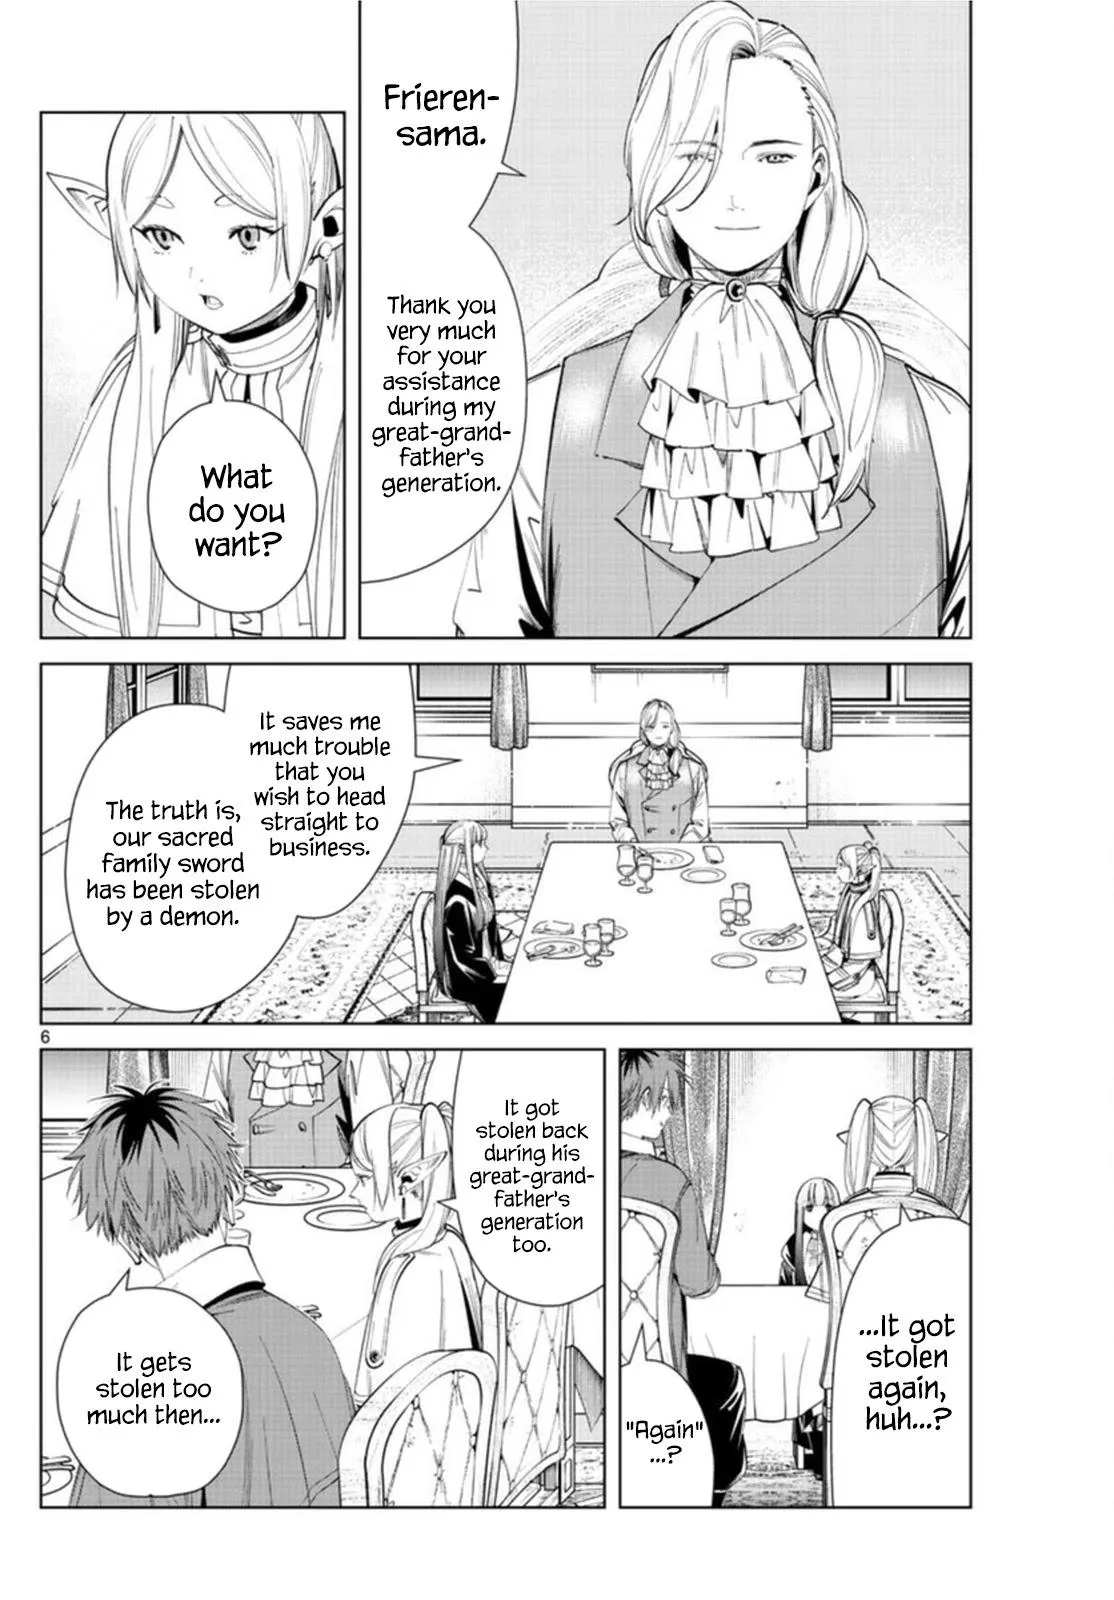 Frieren-
sama.
Thank you
very much
for your
assistance
during my
great-grand-
father's
generation.
What
do you
want?
It saves me
much trouble
that you
wish to head
straight to
business.
The truth is,
our sacred
family sword
has been stolen
by a demon.
6
...It got
stolen
again,
huh...?
"Again"
...?
It got
stolen back
during his
great-grand-
father's
generation
too.
It gets
stolen too
much then...